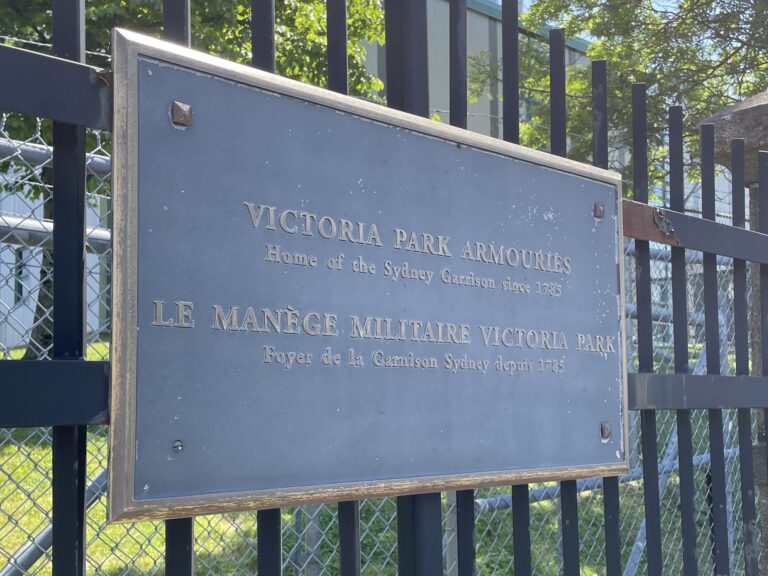 VICTORIA PARK ARMOURIES
Home of the Sydney Garrison since 1785
LE MANÈGE MILITAIRE VICTORIA PARK
Foyer de la Garnison Sydney depuis 1785